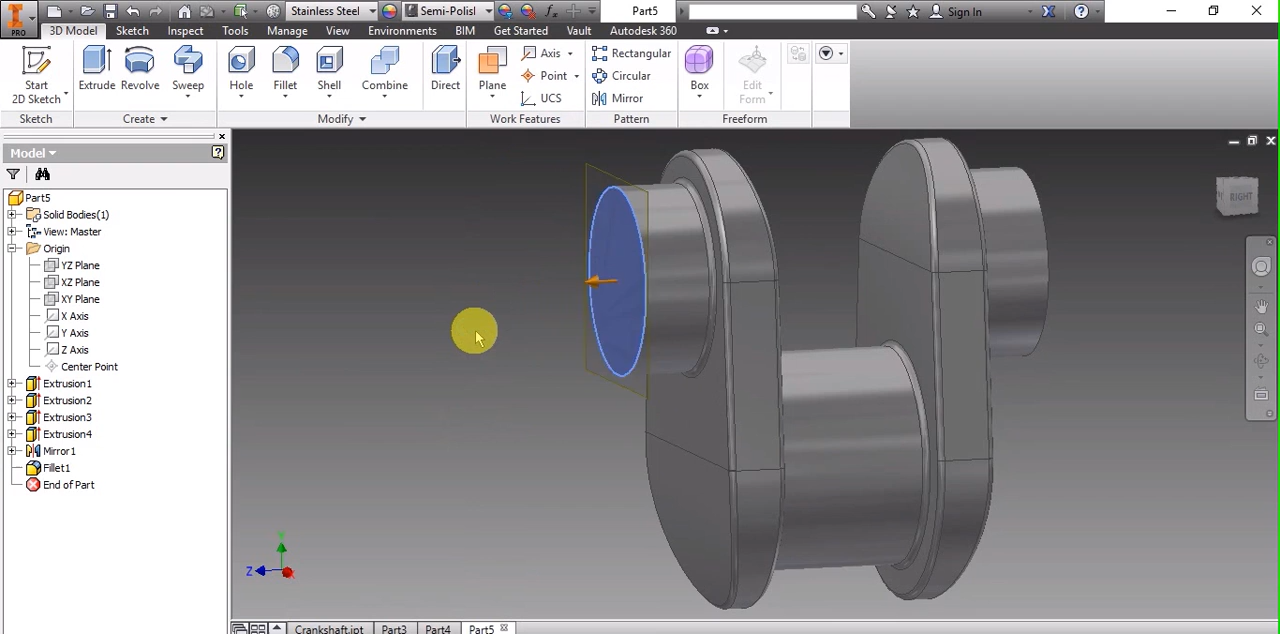 Stainless Steel
Semi-Polisl
Part5
Sign In
PRO
3D Model
Sketch
Inspect
Tools
Manage
View
Environments
BIM
Get Started
Vault
Autodesk 360
Start
2D Sketch
Extrude
Revolve
Sweep
Hole
Fillet
Shell
Combine
Direct
Plane
Axis
Point
UCS
Rectangular
Circular
Mirror
Box
Edit
Form
Sketch
Create
Modify
Work Features
Pattern
Freeform
Model
Part5
Solid Bodies(1)
View: Master
Origin
YZ Plane
XZ Plane
XY Plane
X Axis
Y Axis
Z Axis
Center Point
Extrusion1
Extrusion2
Extrusion3
Extrusion4
Mirror1
Fillet1
End of Part
RIGHT
Z
Crankshaft.ipt
Part3
Part4
Part5